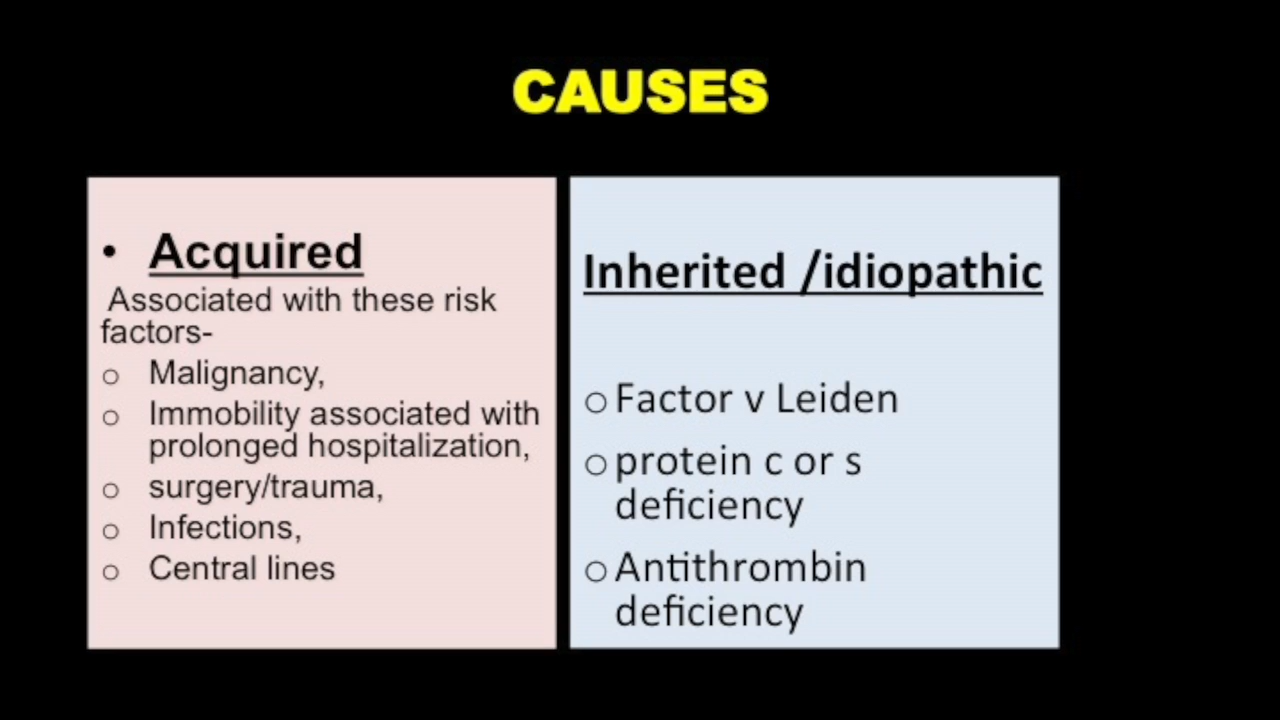 CAUSES
• Acquired
Associated with these risk
factors-
o Malignancy,
o Immobility associated with
prolonged hospitalization,
o surgery/trauma,
o Infections,
o Central lines
Inherited /idiopathic
o Factor v Leiden
o protein c or s
deficiency
o Antithrombin
deficiency